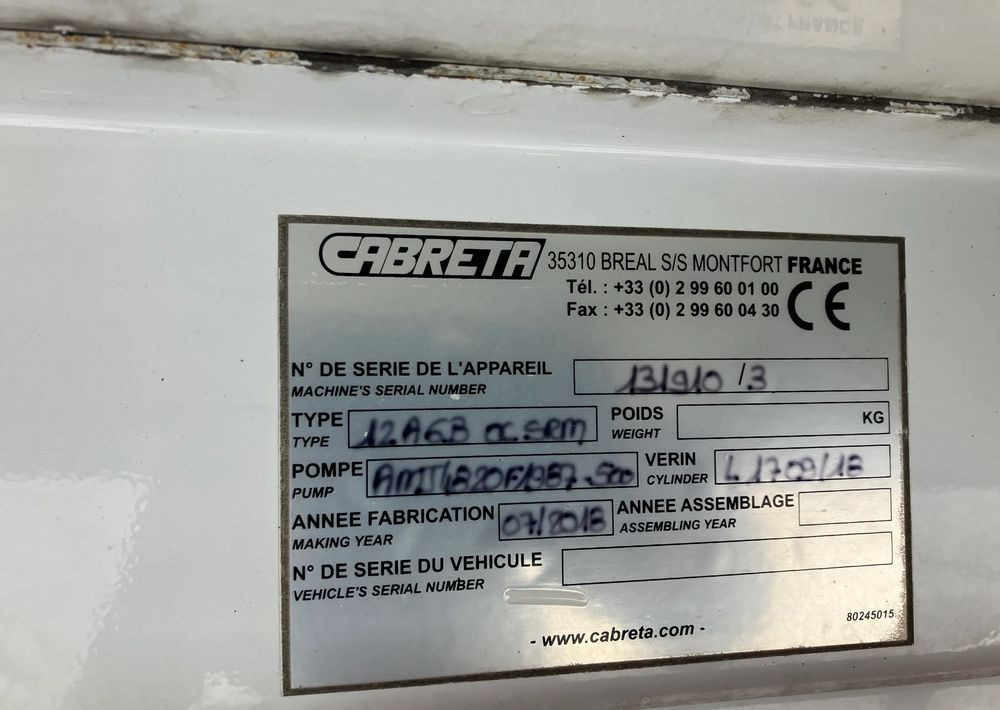 CABRETA 35310 BREAL S/S MONTFORT FRANCE
Tél. : +33 (0) 2 99 60 01 00
Fax : +33 (0) 2 99 60 04 30 CE
N° DE SERIE DE L'APPAREIL 131910 /3
MACHINE'S SERIAL NUMBER
TYPE POIDS KG
TYPE WEIGHT
POMPE VERIN
PUMP CYLINDER
ANNEE FABRICATION 07/2018 ANNEE ASSEMBLAGE
MAKING YEAR ASSEMBLING YEAR
N° DE SERIE DU VEHICULE
VEHICLE'S SERIAL NUMBER
80245015
- www.cabreta.com -